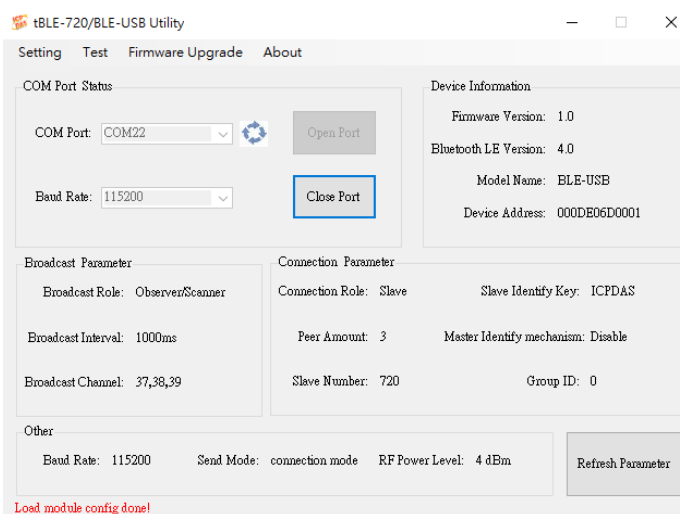 tBLE-720/BLE-USB Utility
Setting Test Firmware Upgrade About
COM Port Status
COM Port: COM22
Open Port
Baud Rate: 115200
Close Port
Device Information
Firmware Version: 1.0
Bluetooth LE Version: 4.0
Model Name: BLE-USB
Device Address: 000DE06D0001
Broadcast Parameter
Broadcast Role: Observer/Scanner
Broadcast Interval: 1000ms
Broadcast Channel: 37,38,39
Connection Parameter
Connection Role: Slave Slave Identify Key: ICPDAS
Peer Amount: 3 Master Identify mechanism: Disable
Slave Number: 720 Group ID: 0
Other
Baud Rate: 115200 Send Mode: connection mode RF Power Level: 4 dBm
Refresh Parameter
Load module config done!